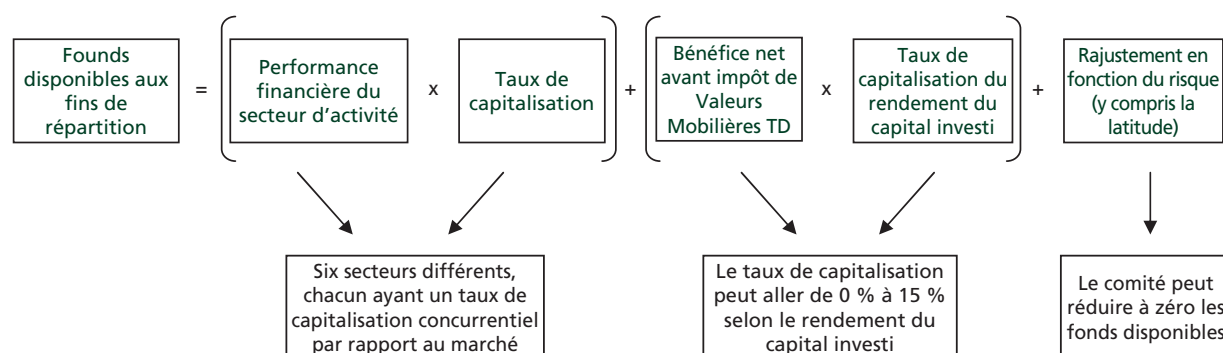 Founds
disponibles aux
fins de
répartition
=
Performance
financière du
secteur d'activité
x
Taux de
capitalisation
+
Bénéfice net
avant impôt de
Valeurs
Mobilières TD
x
Taux de
capitalisation du
rendement du
capital investi
+
Rajustement en
fonction du risque
(y compris la
latitude)
Six secteurs différents,
chacun ayant un taux de
capitalisation concurrentiel
par rapport au marché
Le taux de capitalisation
peut aller de 0 % à 15 %
selon le rendement du
capital investi
Le comité peut
réduire à zéro les
fonds disponibles